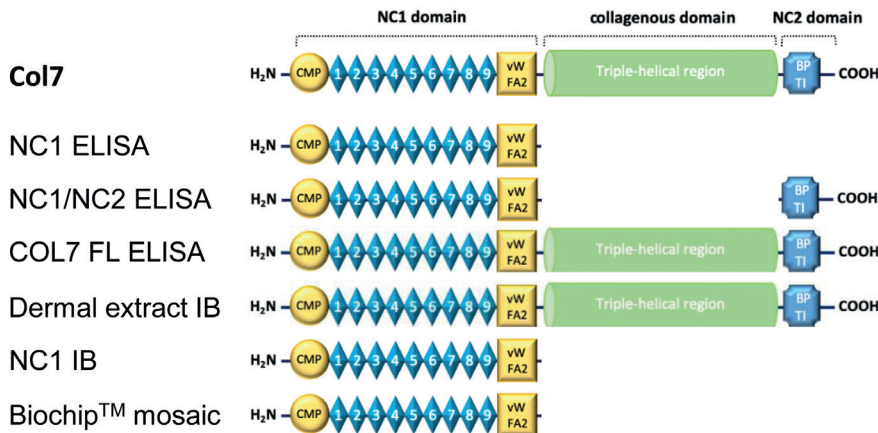 NC1 domain collagenous domain NC2 domain
Col7 H₂N CMP 1 2 3 4 5 6 7 8 9 vW FA2 Triple-helical region BP TI COOH
NC1 ELISA H₂N CMP 1 2 3 4 5 6 7 8 9 vW FA2
NC1/NC2 ELISA H₂N CMP 1 2 3 4 5 6 7 8 9 vW FA2 BP TI COOH
COL7 FL ELISA H₂N CMP 1 2 3 4 5 6 7 8 9 vW FA2 Triple-helical region BP TI COOH
Dermal extract IB H₂N CMP 1 2 3 4 5 6 7 8 9 vW FA2 Triple-helical region BP TI COOH
NC1 IB H₂N CMP 1 2 3 4 5 6 7 8 9 vW FA2
Biochip™ mosaic H₂N CMP 1 2 3 4 5 6 7 8 9 vW FA2